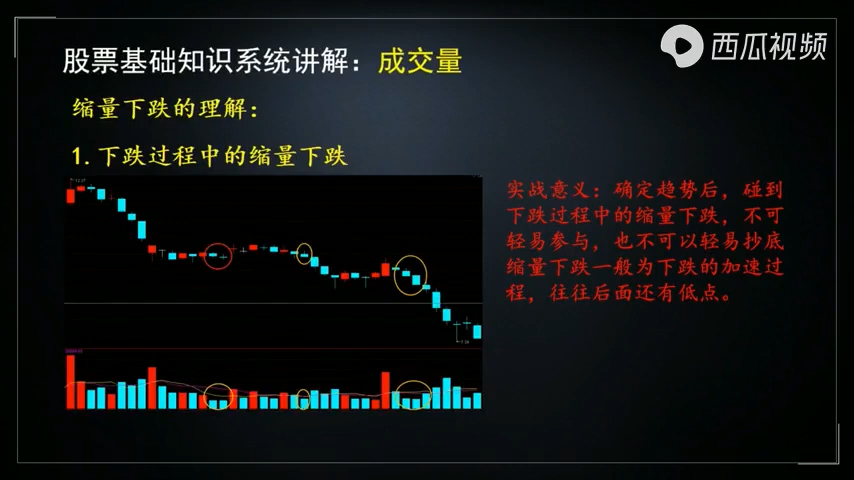 西瓜视频
股票基础知识系统讲解：成交量
缩量下跌的理解：
1.下跌过程中的缩量下跌
实战意义：确定趋势后，碰到
下跌过程中的缩量下跌，不可
轻易参与，也不可以轻易抄底
缩量下跌一般为下跌的加速过
程，往往后面还有低点。